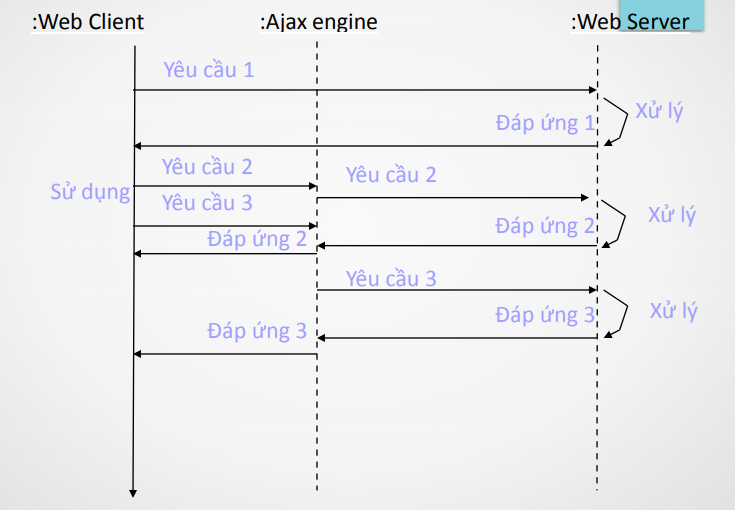 :Web Client
:Ajax engine
:Web Server
Yêu cầu 1
Xử lý
Đáp ứng 1
Yêu cầu 2
Yêu cầu 2
Sử dụng
Yêu cầu 3
Xử lý
Đáp ứng 2
Đáp ứng 2
Yêu cầu 3
Xử lý
Đáp ứng 3
Đáp ứng 3